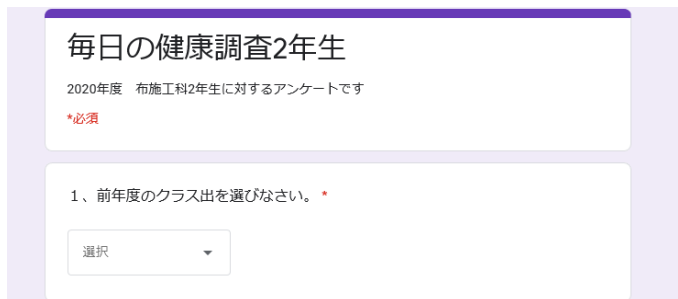 毎日の健康調査2年生
2020年度　布施工科2年生に対するアンケートです
*必須
１、前年度のクラス出を選びなさい。 *
選択